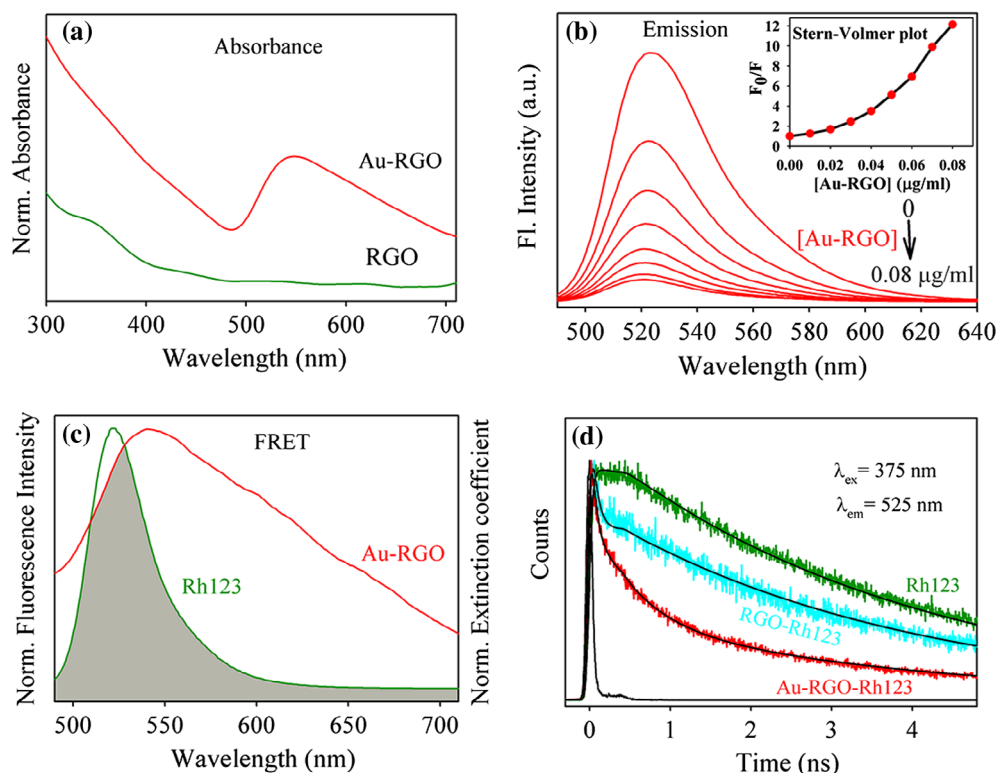 (a)
Absorbance
Norm. Absorbance
Au-RGO
RGO
300 400 500 600 700
Wavelength (nm)
(b)
Emission
Fl. Intensity (a.u.)
Stern-Volmer plot
F0/F
12
10
8
6
4
2
0
0.00 0.02 0.04 0.06 0.08
[Au-RGO] (µg/ml)
0
[Au-RGO]
0.08 µg/ml
500 520 540 560 580 600 620 640
Wavelength (nm)
(c)
FRET
Norm. Fluorescence Intensity
Norm. Extinction coefficient
Au-RGO
Rh123
500 550 600 650 700
Wavelength (nm)
(d)
λex = 375 nm
λem = 525 nm
Counts
Rh123
RGO-Rh123
Au-RGO-Rh123
0 1 2 3 4
Time (ns)